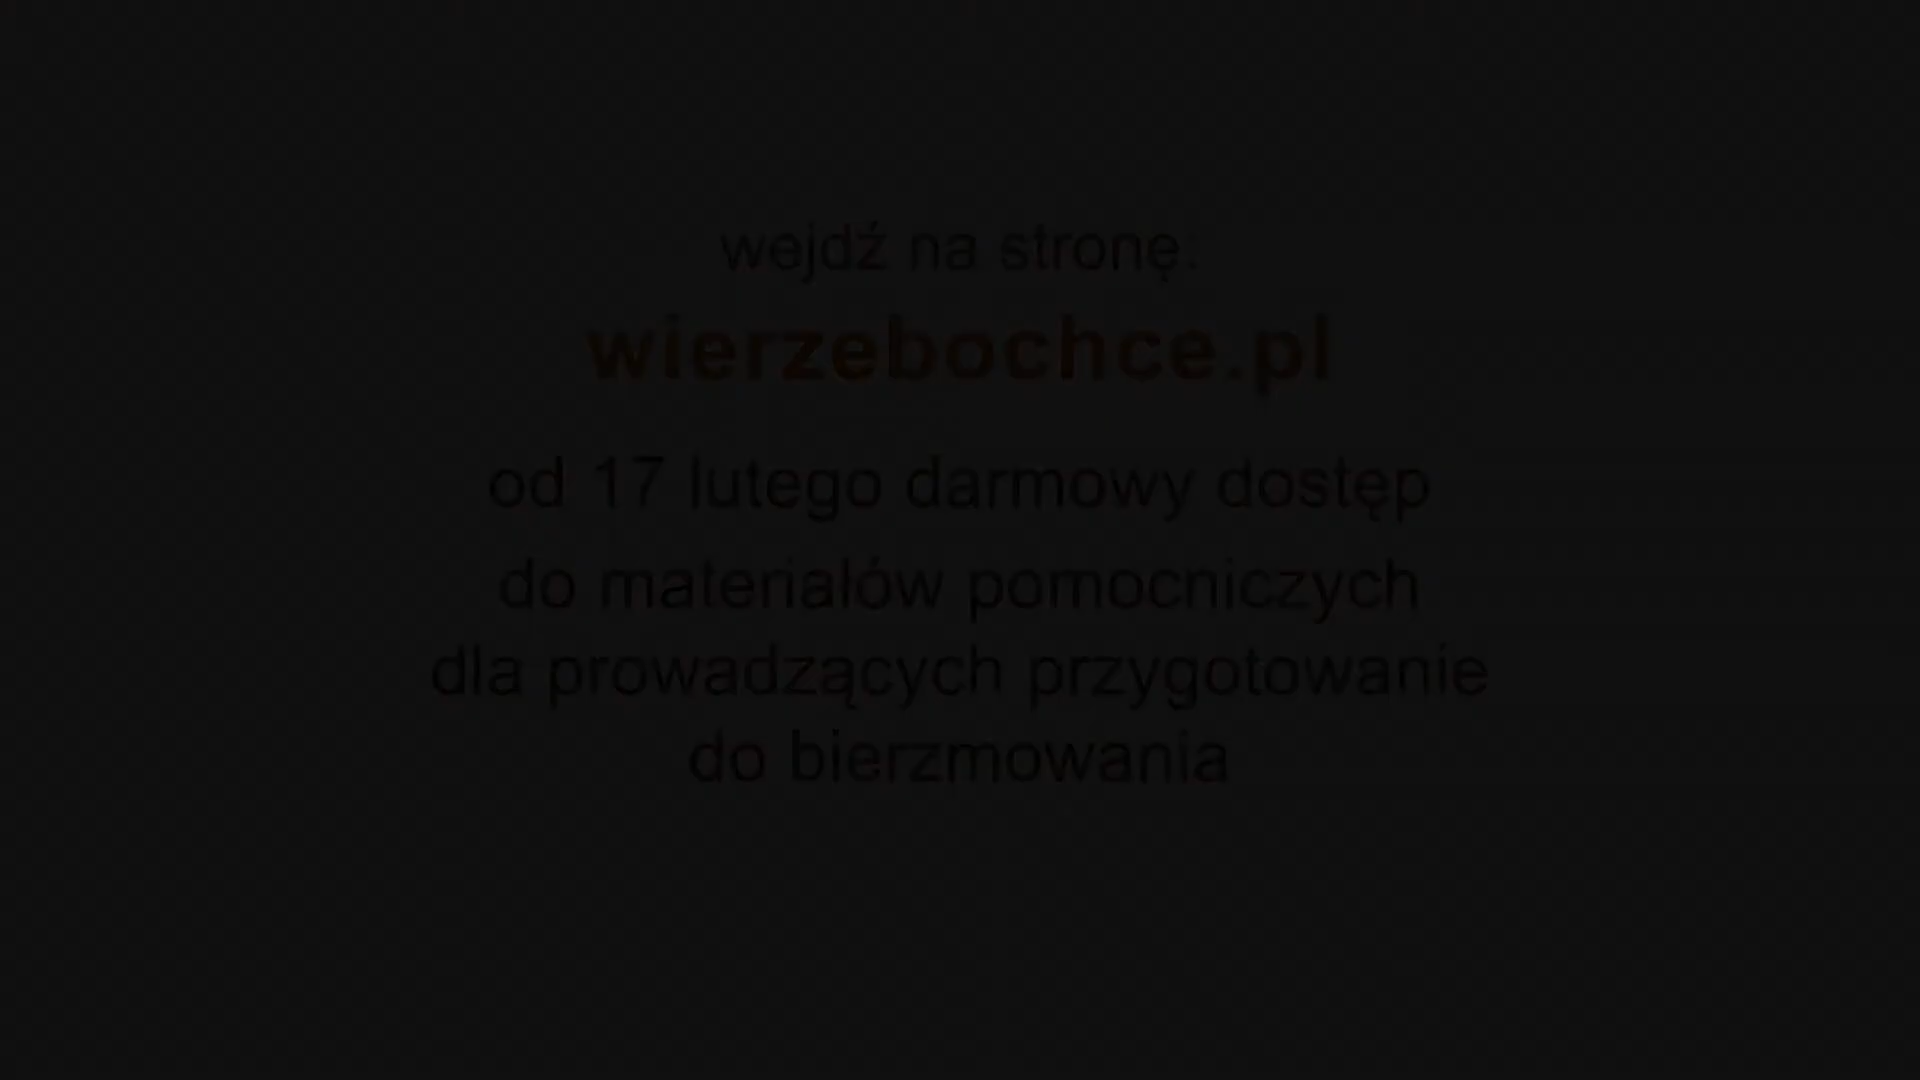 wejdź na stronę:
wierzebochce.pl
od 17 lutego darmowy dostęp
do materiałów pomocniczych
dla prowadzących przygotowanie
do bierzmowania